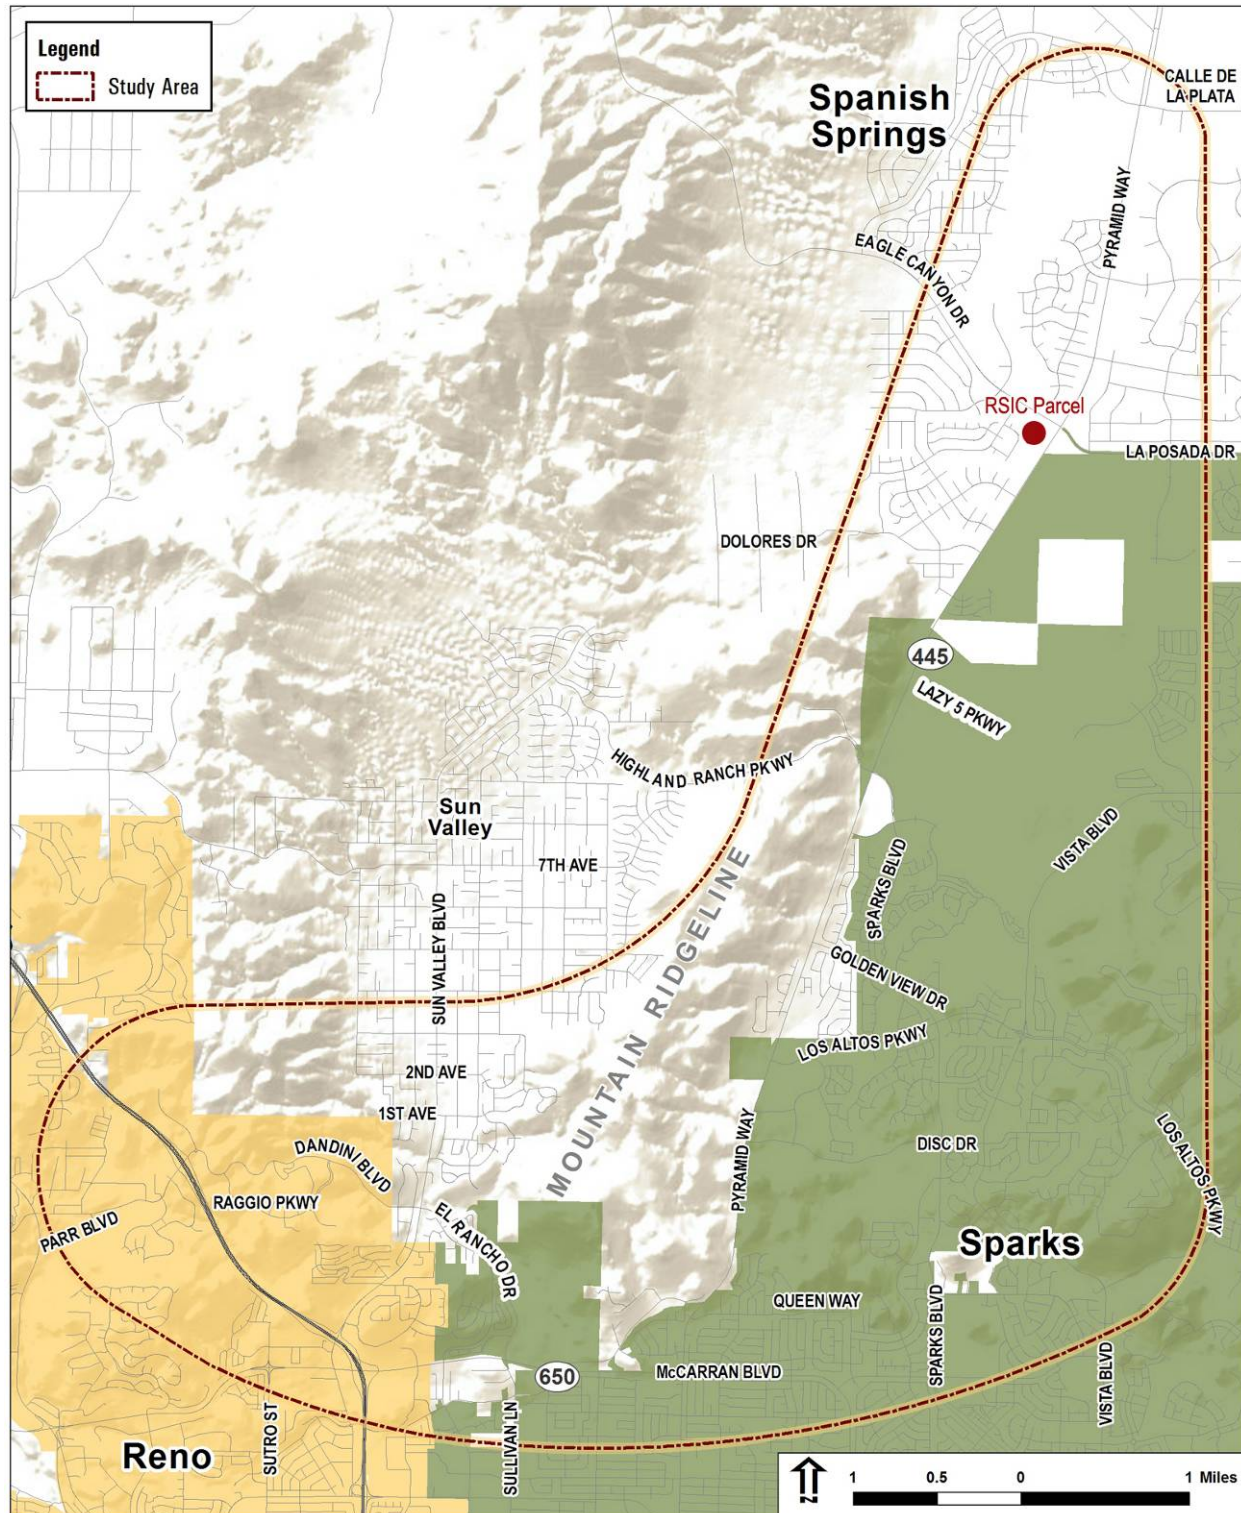 Legend
Study Area
Spanish
Springs
CALLE DE
LA PLATA
PYRAMID WAY
EAGLE CANYON DR
RSIC Parcel
LA POSADA DR
DOLORES DR
445
LAZY 5 PKWY
HIGHLAND RANCH PKWY
Sun
Valley
VISTA BLVD
7TH AVE
SPARKS BLVD
MOUNTAIN RIDGELINE
SUN VALLEY BLVD
GOLDEN VIEW DR
LOS ALTOS PKWY
2ND AVE
1ST AVE
DISC DR
LOS ALTOS PKWY
DANDINI BLVD
PYRAMID WAY
RAGGIO PKWY
PARR BLVD
EL RANCHO DR
Sparks
QUEEN WAY
SPARKS BLVD
650
McCARRAN BLVD
VISTA BLVD
SUTRO ST
SULLIVAN LN
Reno
N
1 0.5 0 1 Miles